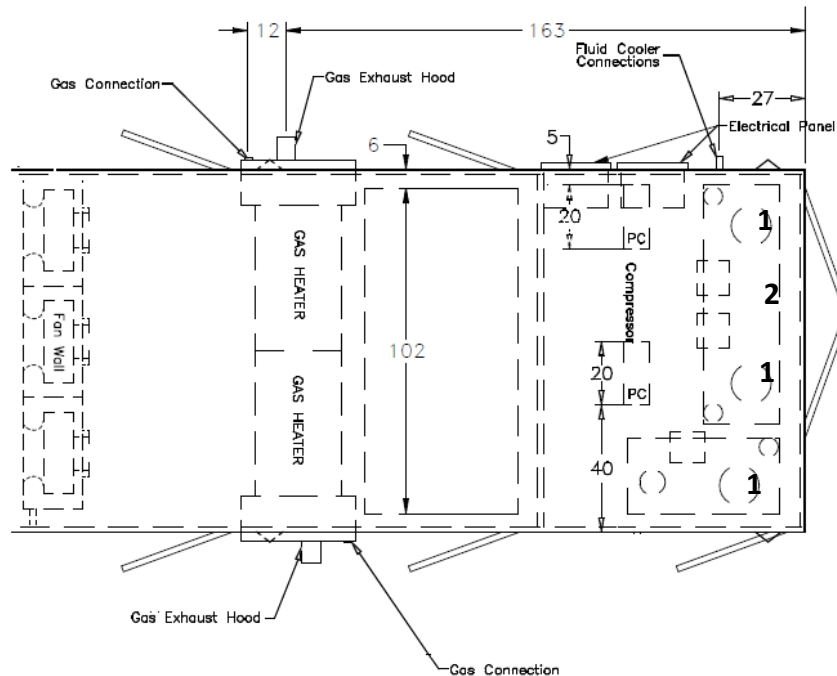 12
163
Fluid Cooler
Connections
Gas Connection
Gas Exhaust Hood
27
Electrical Panel
6
5
20
PC
1
GAS HEATER
Compressor
2
Fan Wall
102
20
PC
1
GAS HEATER
40
1
Gas Exhaust Hood
Gas Connection